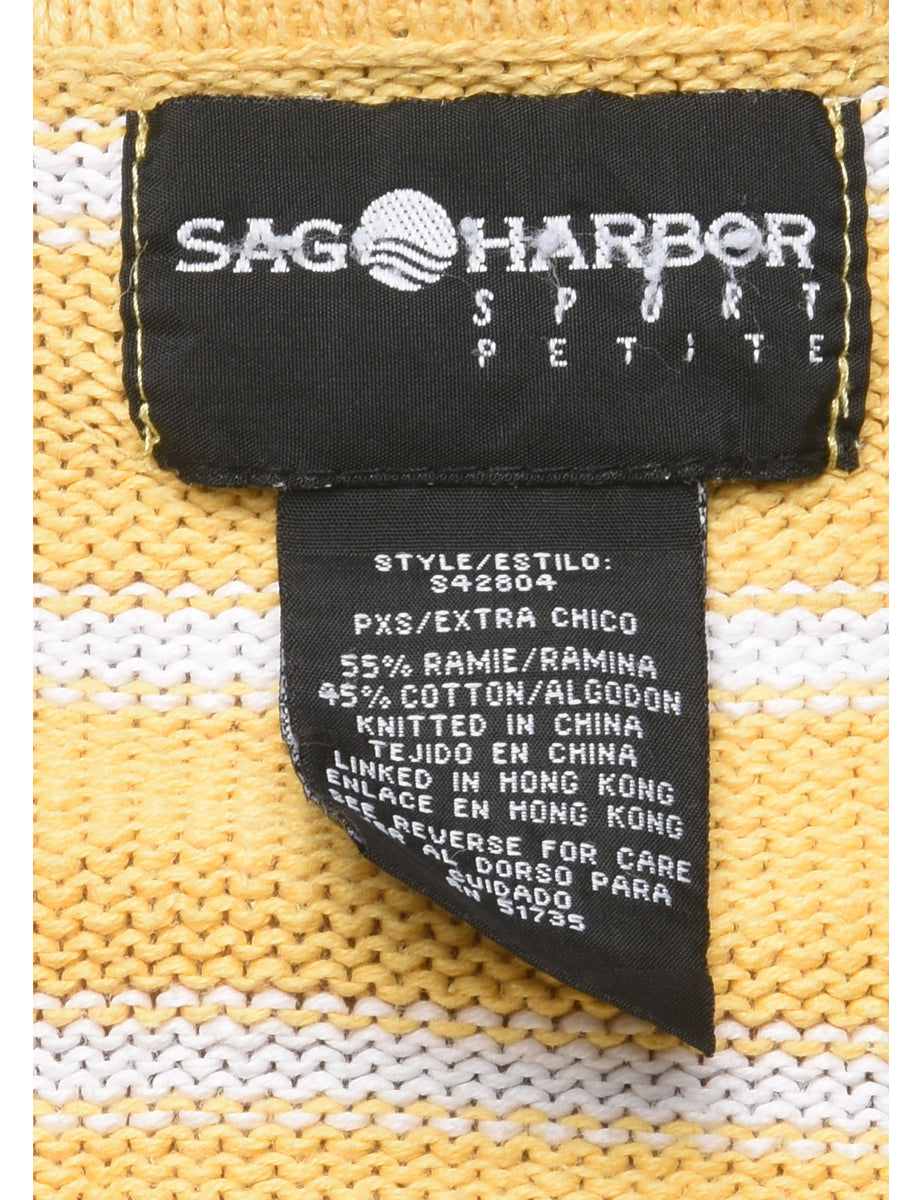 SAG HARBOR
SPORT
PETITE
STYLE/ESTILO:
S42804
PXS/EXTRA CHICO
55% RAMIE/RAMINA
45% COTTON/ALGODON
KNITTED IN CHINA
TEJIDO EN CHINA
LINKED IN HONG KONG
ENLACE EN HONG KONG
SEE REVERSE FOR CARE
AL DORSO PARA
CUIDADO
51735